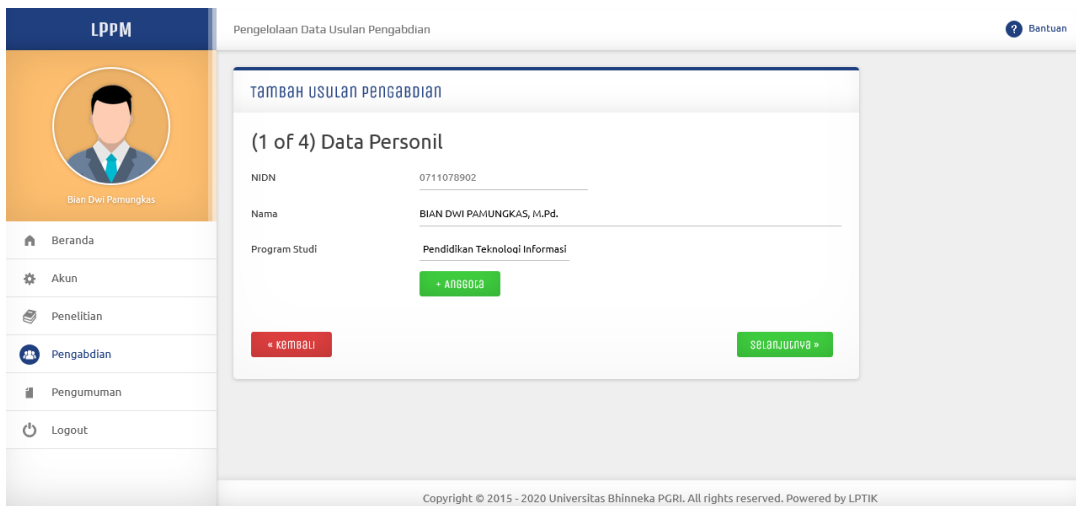 LPPM
Pengelolaan Data Usulan Pengabdian
? Bantuan
Bian Dwi Pamungkas
Beranda
Akun
Penelitian
Pengabdian
Pengumuman
Logout
Tambah Usulan Pengabdian
(1 of 4) Data Personil
NIDN 0711078902
Nama BIAN DWI PAMUNGKAS, M.Pd.
Program Studi Pendidikan Teknologi Informasi
+ Anggota
« Kembali
Selanjutnya »
Copyright © 2015 - 2020 Universitas Bhinneka PGRI. All rights reserved. Powered by LPTIK